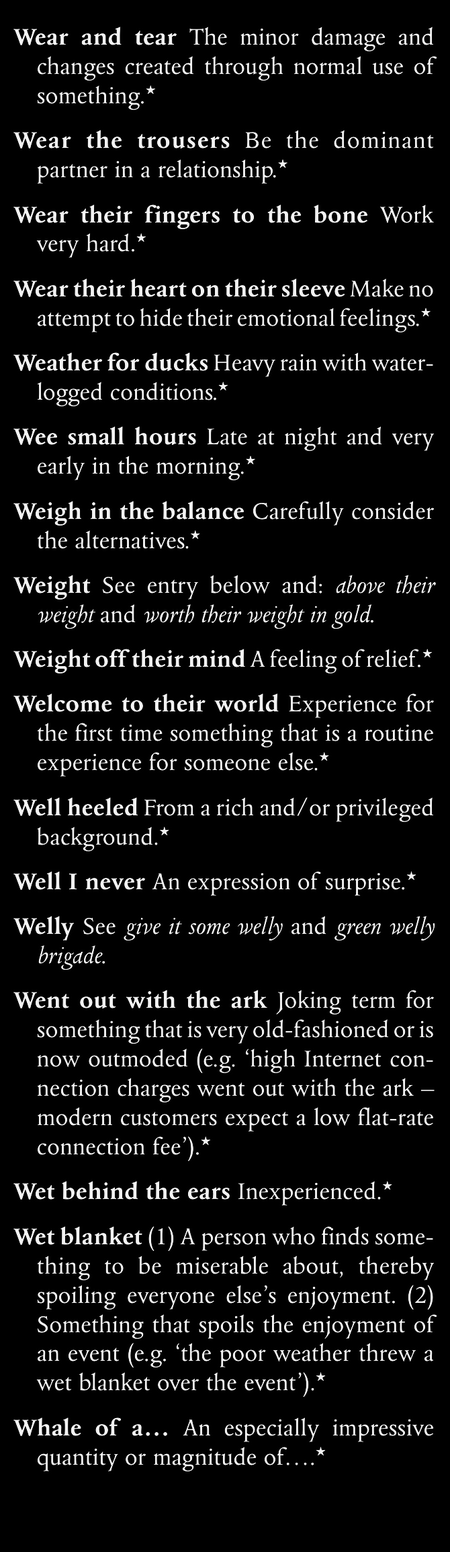 Wear and tear The minor damage and
changes created through normal use of
something.★
Wear the trousers Be the dominant
partner in a relationship.★
Wear their fingers to the bone Work
very hard.★
Wear their heart on their sleeve Make no
attempt to hide their emotional feelings.★
Weather for ducks Heavy rain with water-
logged conditions.★
Wee small hours Late at night and very
early in the morning.★
Weigh in the balance Carefully consider
the alternatives.★
Weight See entry below and: above their
weight and worth their weight in gold.
Weight off their mind A feeling of relief.★
Welcome to their world Experience for
the first time something that is a routine
experience for someone else.★
Well heeled From a rich and/or privileged
background.★
Well I never An expression of surprise.★
Welly See give it some welly and green welly
brigade.
Went out with the ark Joking term for
something that is very old-fashioned or is
now outmoded (e.g. ‘high Internet con-
nection charges went out with the ark –
modern customers expect a low flat-rate
connection fee’).★
Wet behind the ears Inexperienced.★
Wet blanket (1) A person who finds some-
thing to be miserable about, thereby
spoiling everyone else’s enjoyment. (2)
Something that spoils the enjoyment of
an event (e.g. ‘the poor weather threw a
wet blanket over the event’).★
Whale of a… An especially impressive
quantity or magnitude of….★